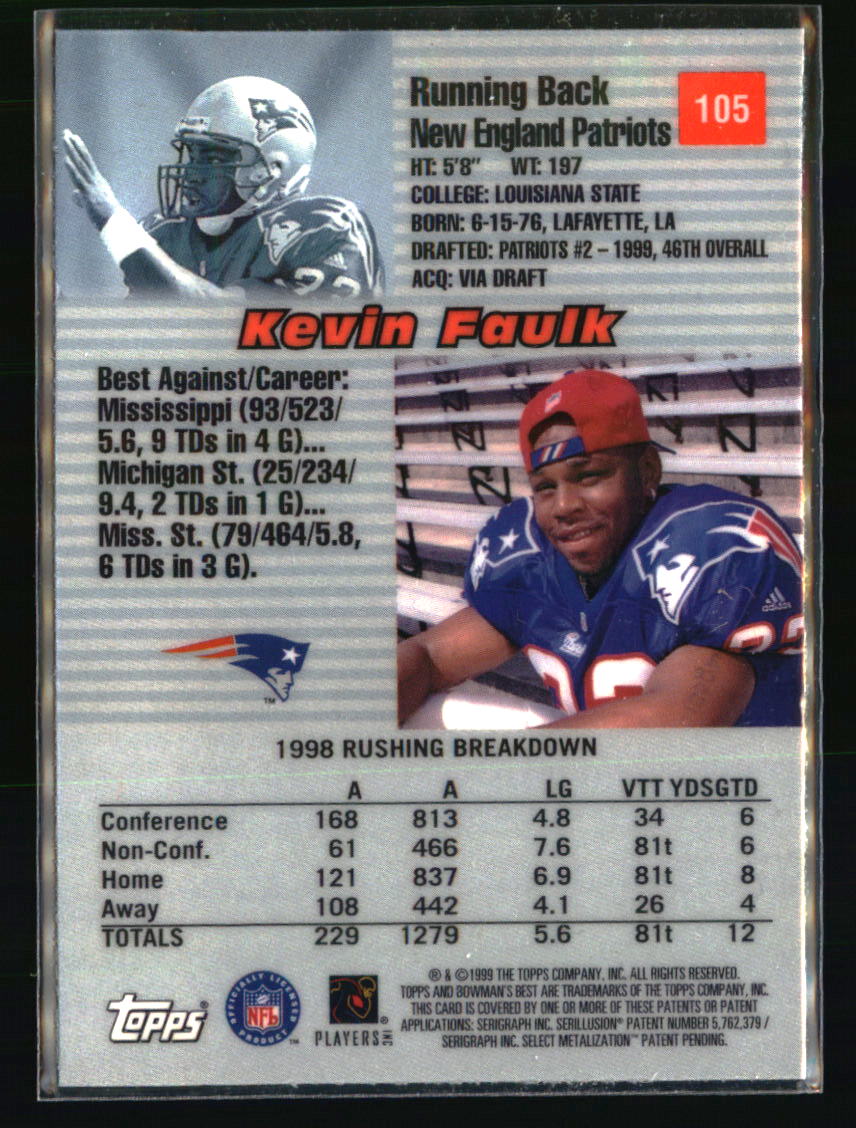 Running Back
105
New England Patriots
HT: 5'8" WT: 197
COLLEGE: LOUISIANA STATE
BORN: 6-15-76, LAFAYETTE, LA
DRAFTED: PATRIOTS #2 – 1999, 46TH OVERALL
ACQ: VIA DRAFT
Kevin Faulk
Best Against/Career:
Mississippi (93/523/
5.6, 9 TDs in 4 G)...
Michigan St. (25/234/
9.4, 2 TDs in 1 G)...
Miss. St. (79/464/5.8,
6 TDs in 3 G).
adidas
TM
1998 RUSHING BREAKDOWN
A A LG VTT YDSGTD
Conference 168 813 4.8 34 6
Non-Conf. 61 466 7.6 81t 6
Home 121 837 6.9 81t 8
Away 108 442 4.1 26 4
TOTALS 229 1279 5.6 81t 12
Topps®
OFFICIALLY LICENSED PRODUCT
NFL
TM
PLAYERS INC ®
® & ©1999 THE TOPPS COMPANY, INC. ALL RIGHTS RESERVED.
TOPPS AND BOWMAN'S BEST ARE TRADEMARKS OF THE TOPPS COMPANY, INC.
THIS CARD IS COVERED BY ONE OR MORE OF THESE PATENTS OR PATENT
APPLICATIONS: SERIGRAPH INC. SERILLUSION® PATENT NUMBER 5,762,379 /
SERIGRAPH INC. SELECT METALIZATION™ PATENT PENDING.